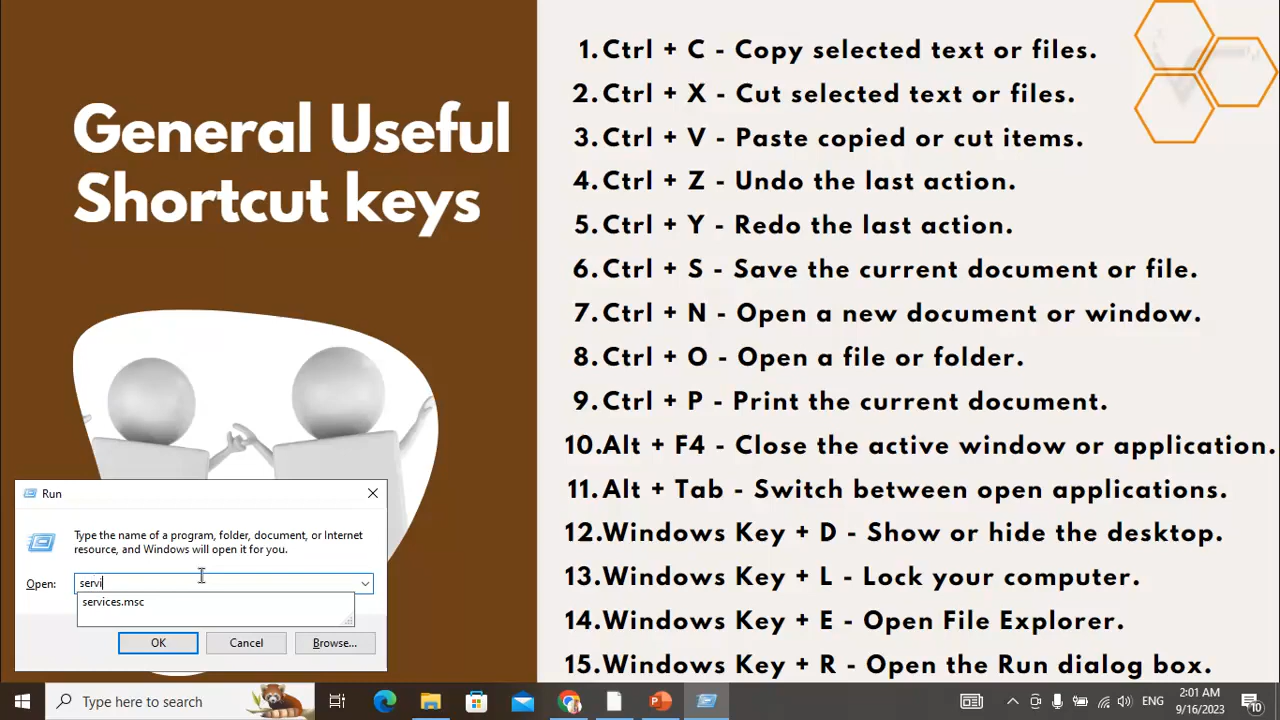 General Useful
Shortcut keys
1. Ctrl + C - Copy selected text or files.
2. Ctrl + X - Cut selected text or files.
3. Ctrl + V - Paste copied or cut items.
4. Ctrl + Z - Undo the last action.
5. Ctrl + Y - Redo the last action.
6. Ctrl + S - Save the current document or file.
7. Ctrl + N - Open a new document or window.
8. Ctrl + O - Open a file or folder.
9. Ctrl + P - Print the current document.
10. Alt + F4 - Close the active window or application.
11. Alt + Tab - Switch between open applications.
12. Windows Key + D - Show or hide the desktop.
13. Windows Key + L - Lock your computer.
14. Windows Key + E - Open File Explorer.
15. Windows Key + R - Open the Run dialog box.
Run
Type the name of a program, folder, document, or Internet
resource, and Windows will open it for you.
Open: servi
services.msc
OK Cancel Browse...
Type here to search
ENG
2:01 AM
9/16/2023
10